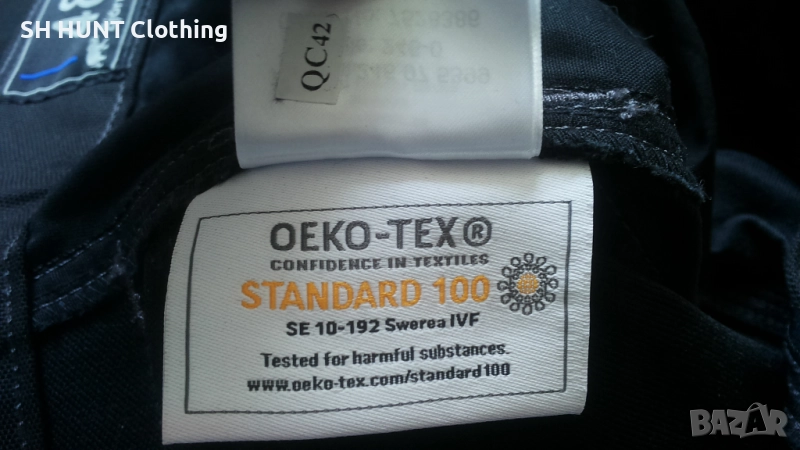 SH HUNT Clothing
QC42
OEKO-TEX®
CONFIDENCE IN TEXTILES
STANDARD 100
SE 10-192 Swerea IVF
Tested for harmful substances.
www.oeko-tex.com/standard100
BAZAR